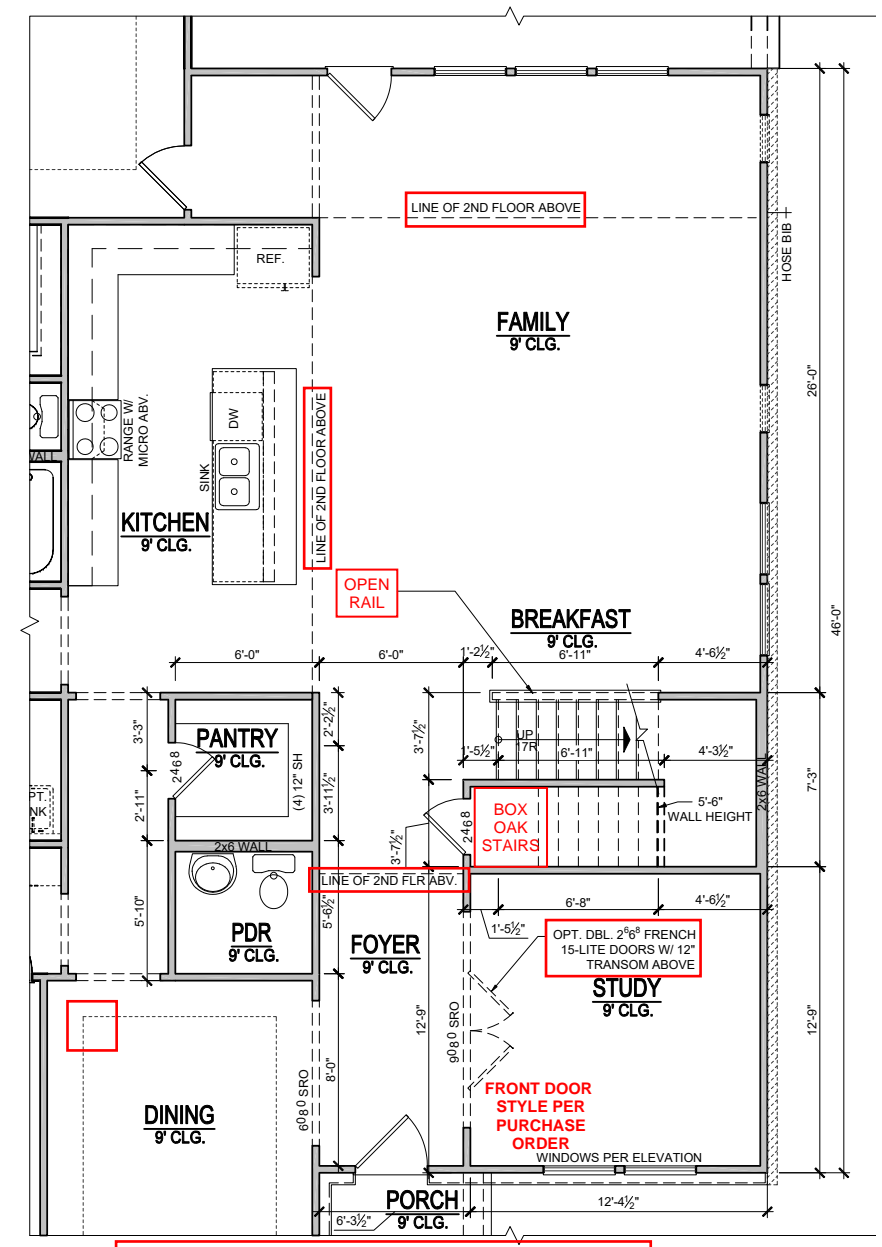 LINE OF 2ND FLOOR ABOVE
HOSE BIB
REF.
FAMILY
9' CLG.
26'-0"
RANGE W/
MICRO ABV.
DW
SINK
LINE OF 2ND FLOOR ABOVE
WALL
KITCHEN
9' CLG.
OPEN
RAIL
BREAKFAST
9' CLG.
46'-0"
6'-0"
6'-0"
1'-2½"
6'-11"
4'-6½"
3'-3"
PANTRY
9' CLG.
2468
(4) 12" SH
2'-2½"
3'-7½"
UP
17R
1'-5½"
6'-11"
4'-3½"
2x6 WALL
7'-3"
2'-11"
3'-11½"
BOX
OAK
STAIRS
2468
5'-6"
WALL HEIGHT
3'-7½"
2x6 WALL
LINE OF 2ND FLR ABV.
5'-10"
5'-6½"
6'-8"
4'-6½"
1'-5½"
PDR
9' CLG.
FOYER
9' CLG.
OPT. DBL. 2⁶6⁸ FRENCH
15-LITE DOORS W/ 12"
TRANSOM ABOVE
STUDY
9' CLG.
12'-9"
9080 SRO
12'-9"
8'-0"
6080 SRO
DINING
9' CLG.
FRONT DOOR
STYLE PER
PURCHASE
ORDER
WINDOWS PER ELEVATION
PORCH
9' CLG.
6'-3½"
12'-4½"